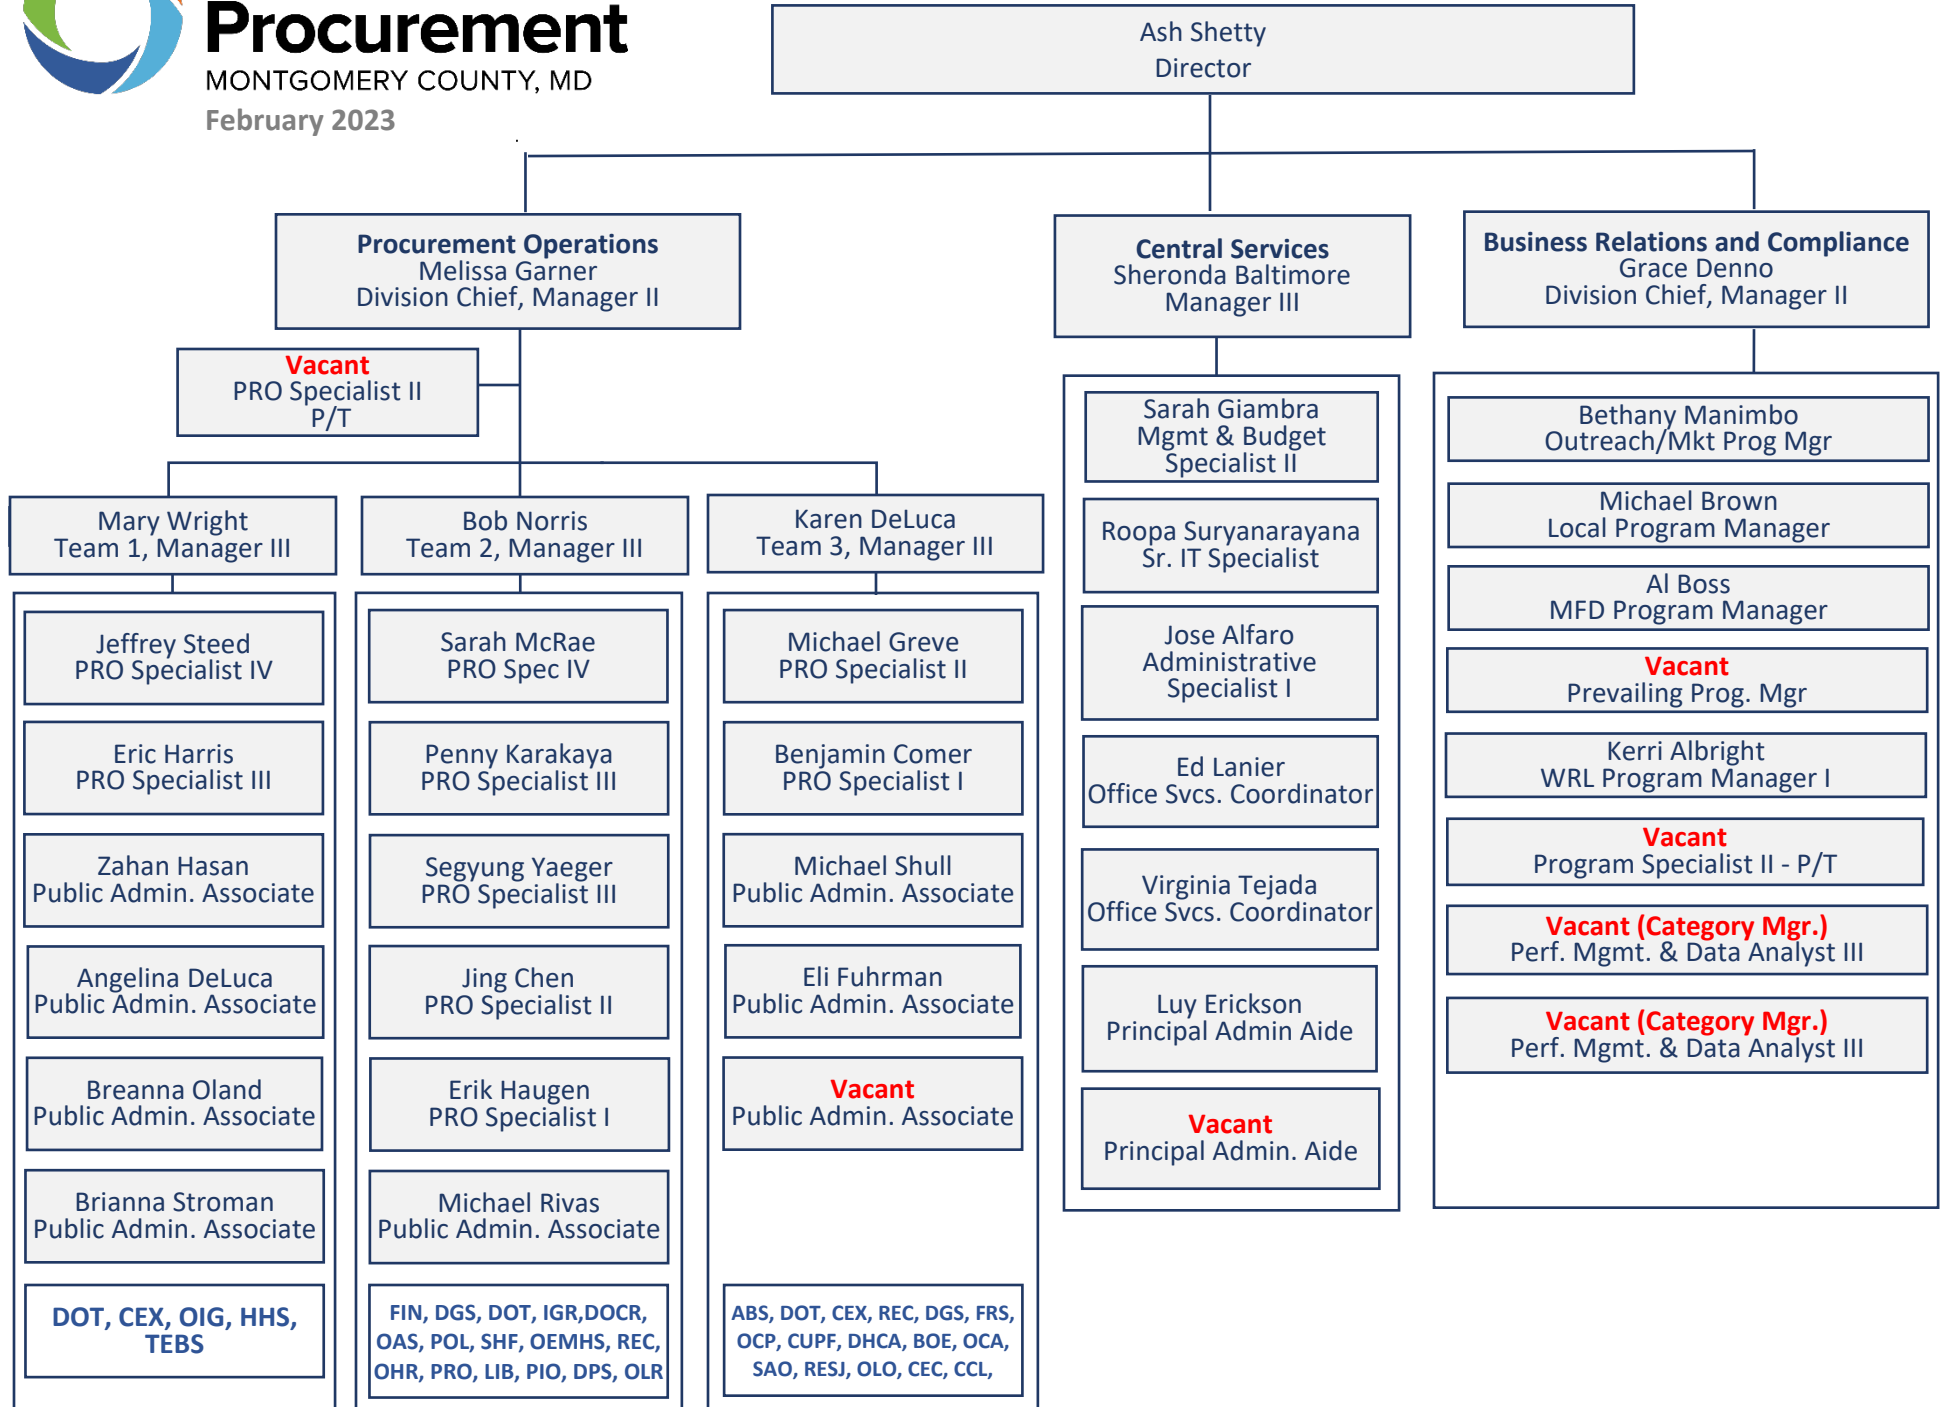 Procurement
MONTGOMERY COUNTY, MD
February 2023
Ash Shetty
Director
Procurement Operations
Melissa Garner
Division Chief, Manager II
Central Services
Sheronda Baltimore
Manager III
Business Relations and Compliance
Grace Denno
Division Chief, Manager II
Vacant
PRO Specialist II
P/T
Mary Wright
Team 1, Manager III
Jeffrey Steed
PRO Specialist IV
Eric Harris
PRO Specialist III
Zahan Hasan
Public Admin. Associate
Angelina DeLuca
Public Admin. Associate
Breanna Oland
Public Admin. Associate
Brianna Stroman
Public Admin. Associate
DOT, CEX, OIG, HHS,
TEBS
Bob Norris
Team 2, Manager III
Sarah McRae
PRO Spec IV
Penny Karakaya
PRO Specialist III
Segyung Yaeger
PRO Specialist III
Jing Chen
PRO Specialist II
Erik Haugen
PRO Specialist I
Michael Rivas
Public Admin. Associate
FIN, DGS, DOT, IGR,DOCR,
OAS, POL, SHF, OEMHS, REC,
OHR, PRO, LIB, PIO, DPS, OLR
Karen DeLuca
Team 3, Manager III
Michael Greve
PRO Specialist II
Benjamin Comer
PRO Specialist I
Michael Shull
Public Admin. Associate
Eli Fuhrman
Public Admin. Associate
Vacant
Public Admin. Associate
ABS, DOT, CEX, REC, DGS, FRS,
OCP, CUPF, DHCA, BOE, OCA,
SAO, RESJ, OLO, CEC, CCL,
Sarah Giambra
Mgmt & Budget
Specialist II
Roopa Suryanarayana
Sr. IT Specialist
Jose Alfaro
Administrative
Specialist I
Ed Lanier
Office Svcs. Coordinator
Virginia Tejada
Office Svcs. Coordinator
Luy Erickson
Principal Admin Aide
Vacant
Principal Admin. Aide
Bethany Manimbo
Outreach/Mkt Prog Mgr
Michael Brown
Local Program Manager
Al Boss
MFD Program Manager
Vacant
Prevailing Prog. Mgr
Kerri Albright
WRL Program Manager I
Vacant
Program Specialist II - P/T
Vacant (Category Mgr.)
Perf. Mgmt. & Data Analyst III
Vacant (Category Mgr.)
Perf. Mgmt. & Data Analyst III